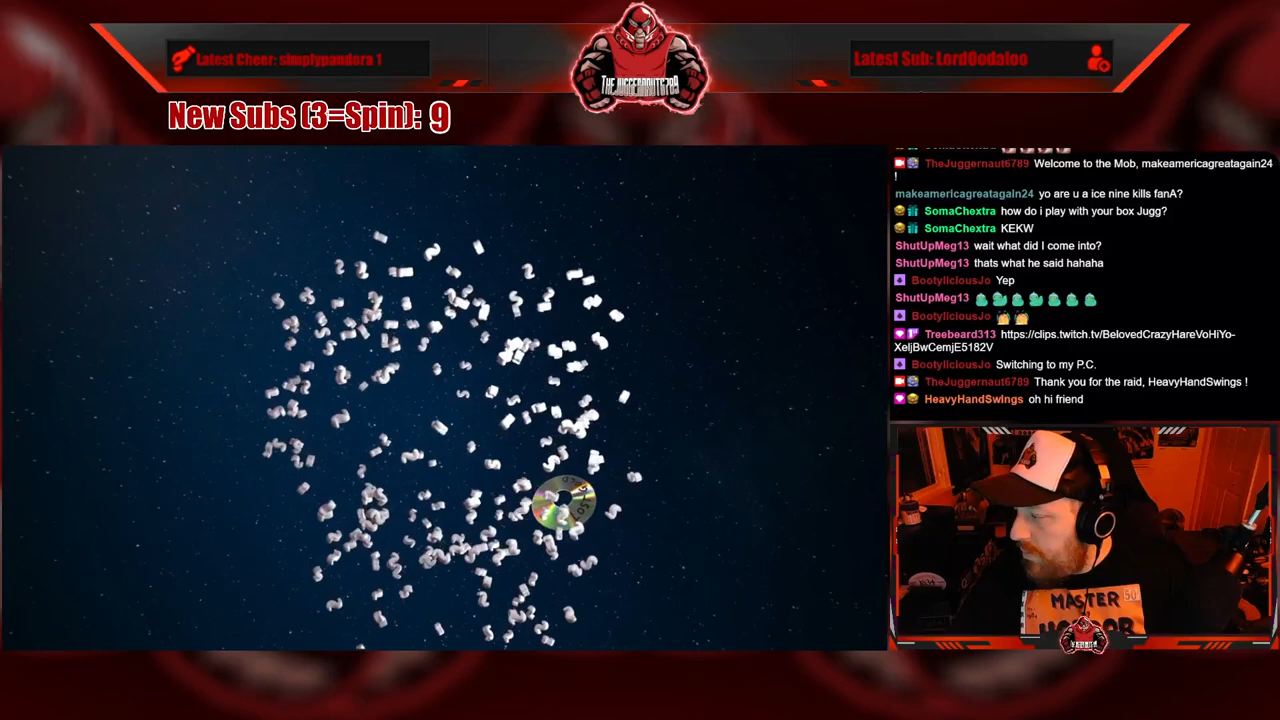 Latest Cheer: simplypandora 1
THEJUGGERNAUT6789
Latest Sub: LordOodaloo
New Subs (3=Spin): 9
TheJuggernaut6789 Welcome to the Mob, makeamericagreatagain24
!
makeamericagreatagain24 yo are u a ice nine kills fanA?
SomaChextra how do i play with your box Jugg?
SomaChextra KEKW
ShutUpMeg13 wait what did I come into?
ShutUpMeg13 thats what he said hahaha
BootyliciousJo Yep
ShutUpMeg13
BootyliciousJo
Treebeard313 https://clips.twitch.tv/BelovedCrazyHareVoHiYo-
XeljBwCemjE5182V
BootyliciousJo Switching to my P.C.
TheJuggernaut6789 Thank you for the raid, HeavyHandSwings !
HeavyHandSwings oh hi friend
MASTER